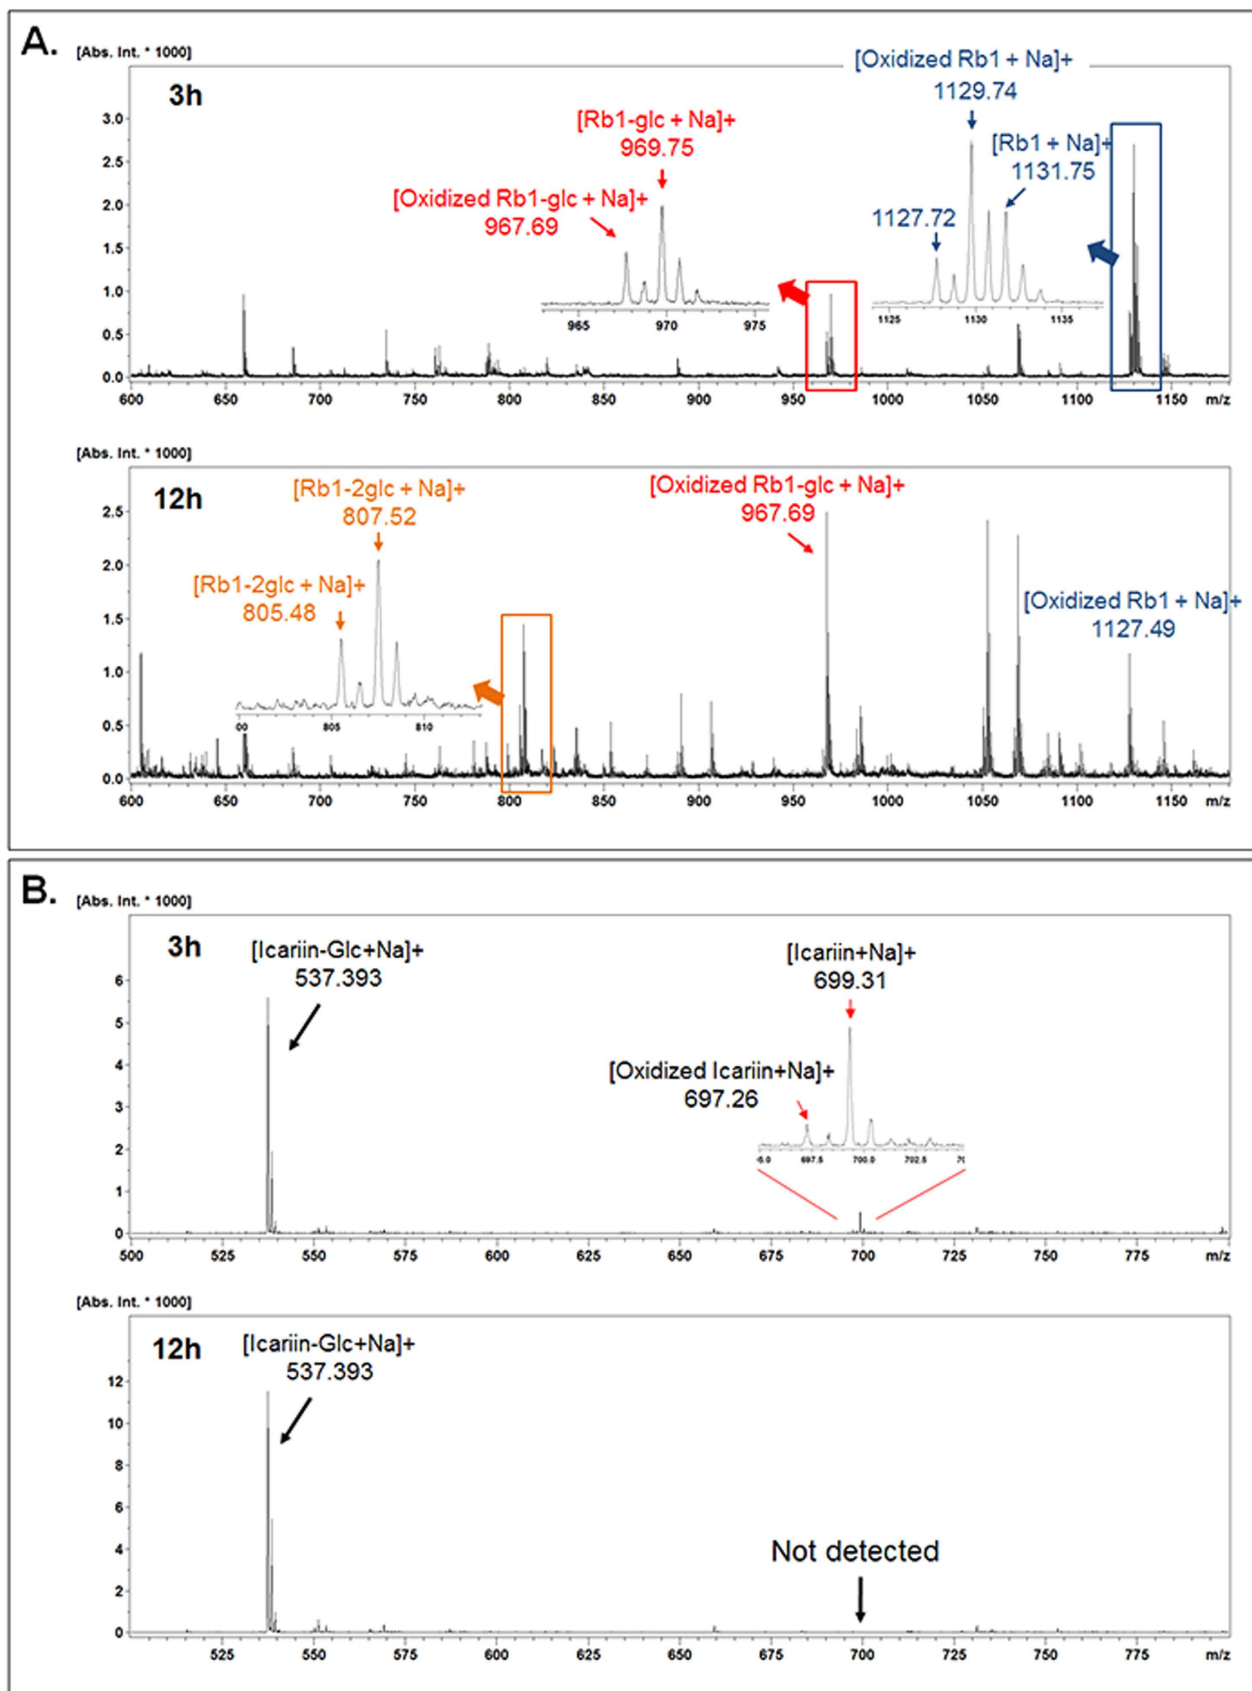 A.
[Abs. Int. * 1000]
3h
[Oxidized Rb1 + Na]+
1129.74
[Rb1-glc + Na]+
969.75
[Rb1 + Na]+
1131.75
[Oxidized Rb1-glc + Na]+
967.69
1127.72
3.0
2.5
2.0
1.5
1.0
0.5
0.0
965 970 975
1125 1130 1135
600 650 700 750 800 850 900 950 1000 1050 1100 1150 m/z
[Abs. Int. * 1000]
12h
[Rb1-2glc + Na]+
807.52
[Oxidized Rb1-glc + Na]+
967.69
[Rb1-2glc + Na]+
805.48
[Oxidized Rb1 + Na]+
1127.49
2.5
2.0
1.5
1.0
0.5
0.0
00 805 810
600 650 700 750 800 850 900 950 1000 1050 1100 1150 m/z
B.
[Abs. Int. * 1000]
3h
[Icariin-Glc+Na]+
537.393
[Icariin+Na]+
699.31
[Oxidized Icariin+Na]+
697.26
6
5
4
3
2
1
0
697.5 700.0 702.5
500 525 550 575 600 625 650 675 700 725 750 775 m/z
[Abs. Int. * 1000]
12h
[Icariin-Glc+Na]+
537.393
Not detected
12
10
8
6
4
2
0
525 550 575 600 625 650 675 700 725 750 775 m/z